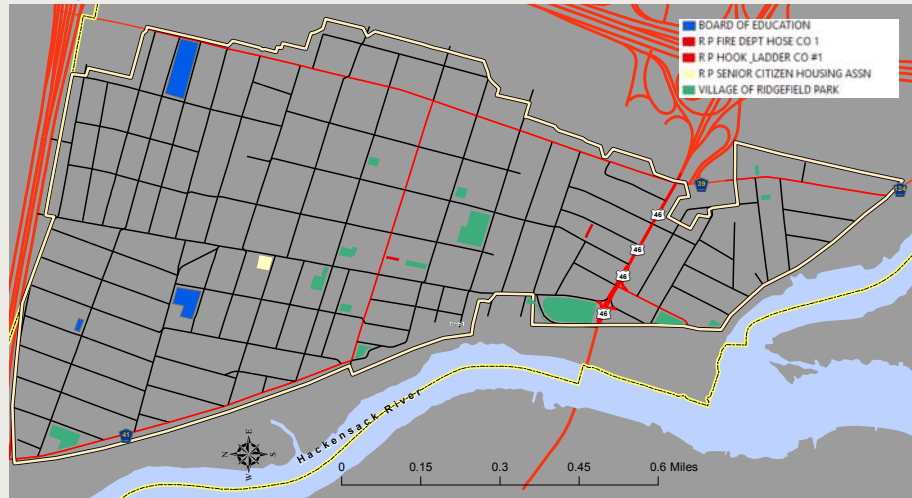 BOARD OF EDUCATION
R P FIRE DEPT HOSE CO 1
R P HOOK_LADDER CO #1
R P SENIOR CITIZEN HOUSING ASSN
VILLAGE OF RIDGEFIELD PARK
39
124
46
46
46
46
41
Hackensack River
E
N
S
W
0
0.15
0.3
0.45
0.6 Miles